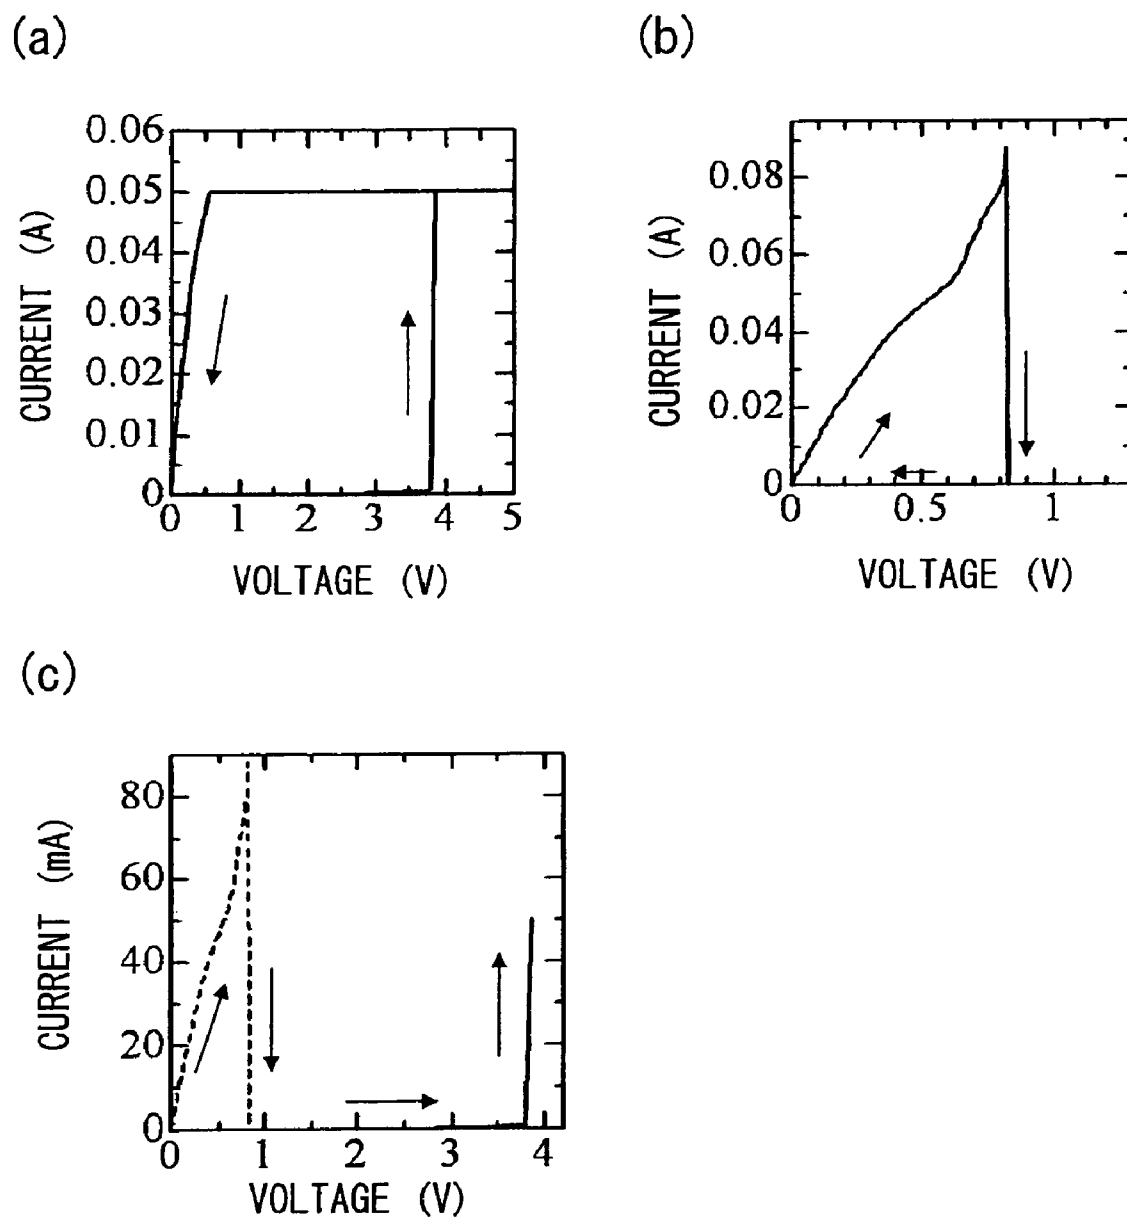 (a)
0.06
0.05
0.04
0.03
0.02
0.01
0
CURRENT (A)
0 1 2 3 4 5
VOLTAGE (V)
(b)
0.08
0.06
0.04
0.02
0
CURRENT (A)
0 0.5 1
VOLTAGE (V)
(c)
80
60
40
20
0
CURRENT (mA)
0 1 2 3 4
VOLTAGE (V)